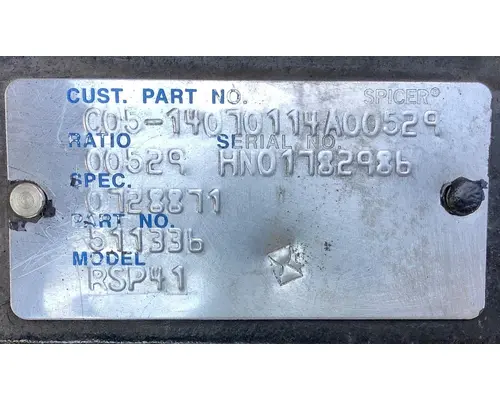 CUST. PART NO. SPICER®
C05-14070114A00529
RATIO SERIAL NO.
00529 HN01782986
SPEC.
0728871
PART NO.
511336
MODEL
RSP41